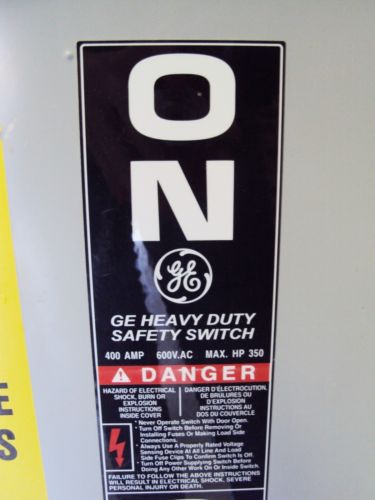 O
N
GE
GE HEAVY DUTY
SAFETY SWITCH
400 AMP 600V.AC MAX. HP 350
DANGER
HAZARD OF ELECTRICAL
SHOCK, BURN OR
EXPLOSION
INSTRUCTIONS
INSIDE COVER
DANGER D'ÉLECTROCUTION,
DE BRULURES OU
D'EXPLOSION
INSTRUCTIONS AU
DOS DU COUVERCLE
* Never Operate Switch With Door Open.
* Turn Off Switch Before Removing Or
Installing Fuses Or Making Load Side
Connections.
* Always Use A Properly Rated Voltage
Sensing Device At All Line And Load
Side Fuse Clips To Confirm Switch Is Off.
* Turn Off Power Supplying Switch Before
Doing Any Other Work On Or Inside Switch.
FAILURE TO FOLLOW THE ABOVE INSTRUCTIONS
WILL RESULT IN ELECTRICAL SHOCK, SEVERE
PERSONAL INJURY OR DEATH.
E
S